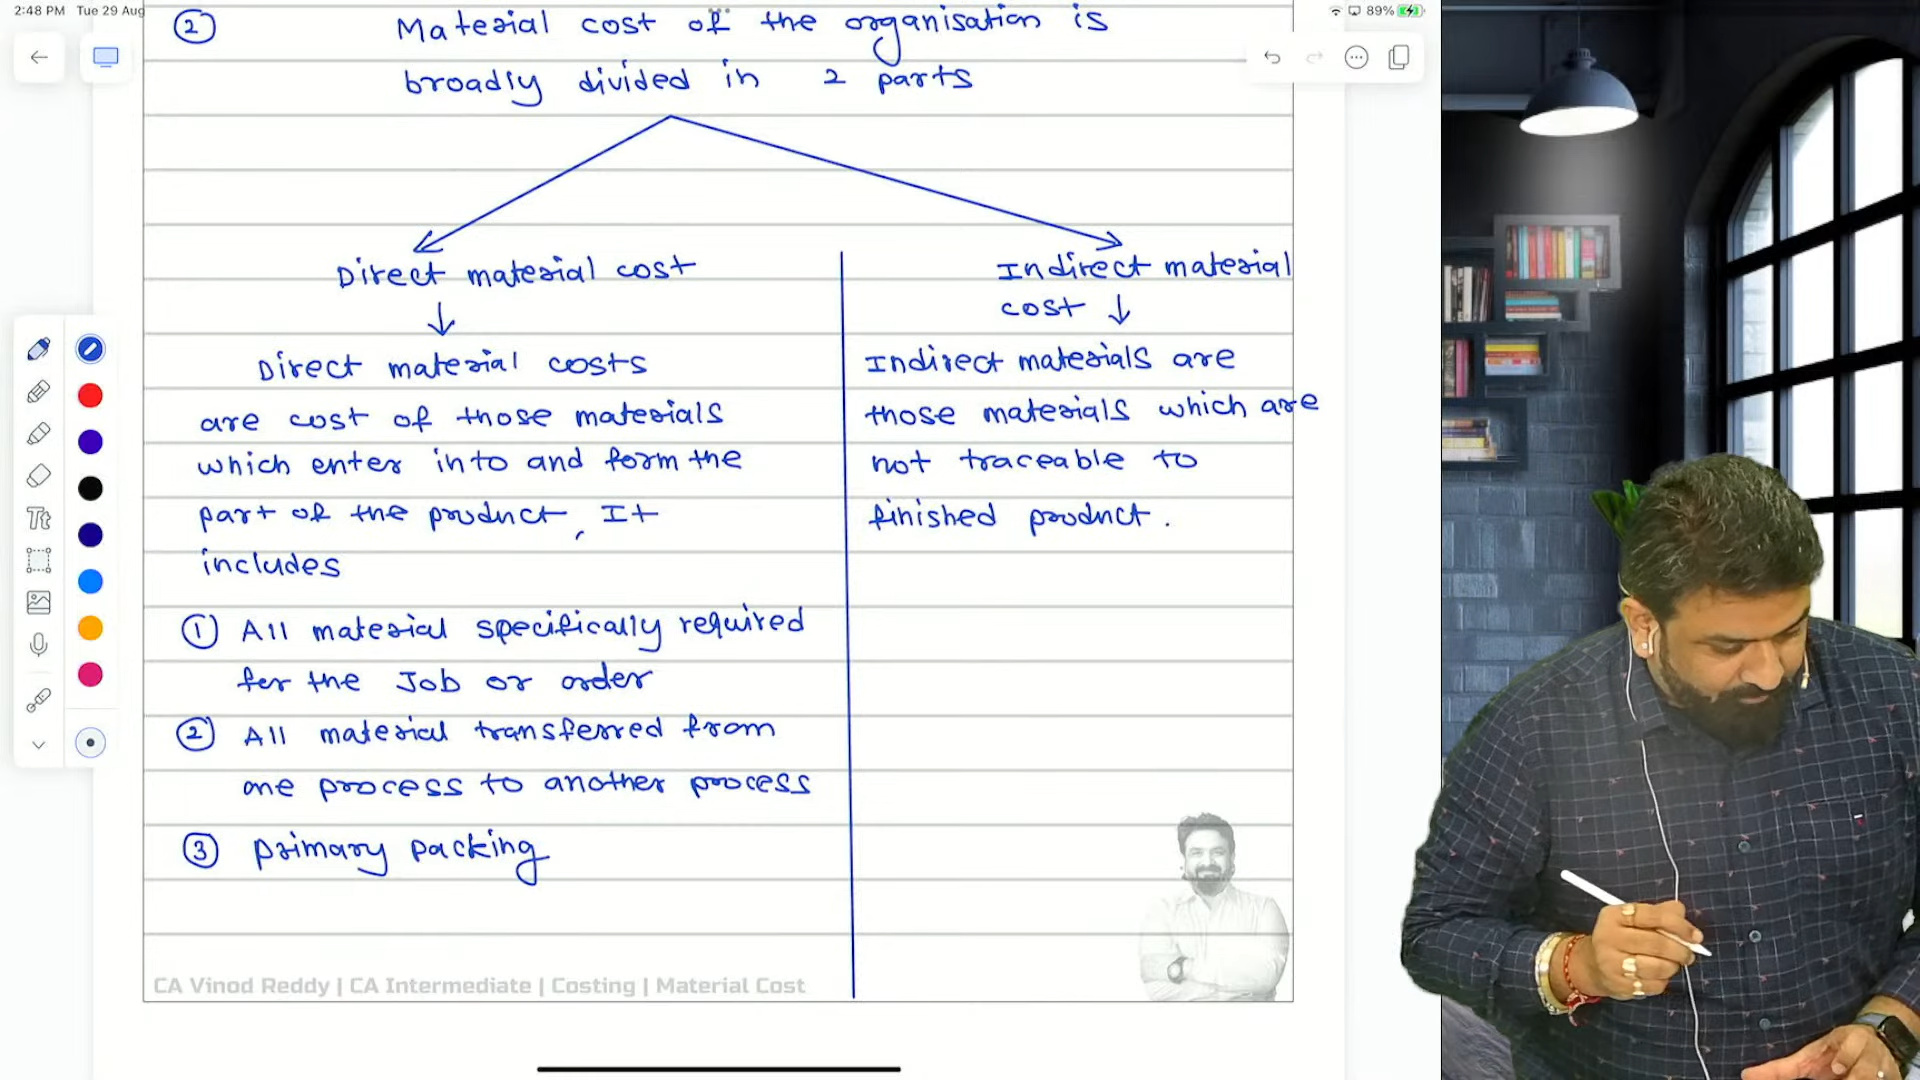 2:48 PM Tue 29 Aug
89%
② Material cost of the organisation is
broadly divided in 2 parts
Direct material cost
Direct material costs
are cost of those materials
which enter into and form the
part of the product, It
includes
① All material specifically required
for the Job or order
② All material transferred from
one process to another process
③ primary packing
Indirect material
cost
Indirect materials are
those materials which are
not traceable to
finished product.
Tt
CA Vinod Reddy | CA Intermediate | Costing | Material Cost